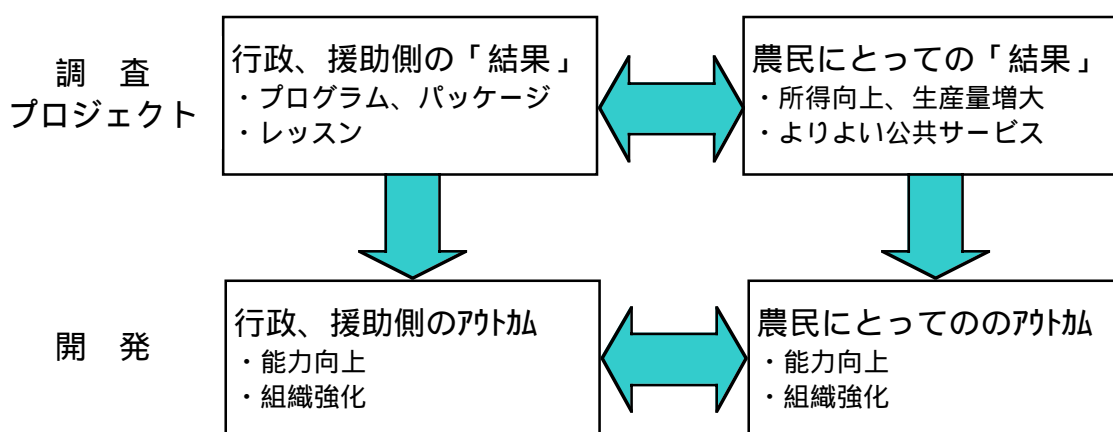 調　査
プロジェクト
行政、援助側の「結果」
・プログラム、パッケージ
・レッスン
農民にとっての「結果」
・所得向上、生産量増大
・よりよい公共サービス
開　発
行政、援助側のｱｳﾄｶﾑ
・能力向上
・組織強化
農民にとってののｱｳﾄｶﾑ
・能力向上
・組織強化